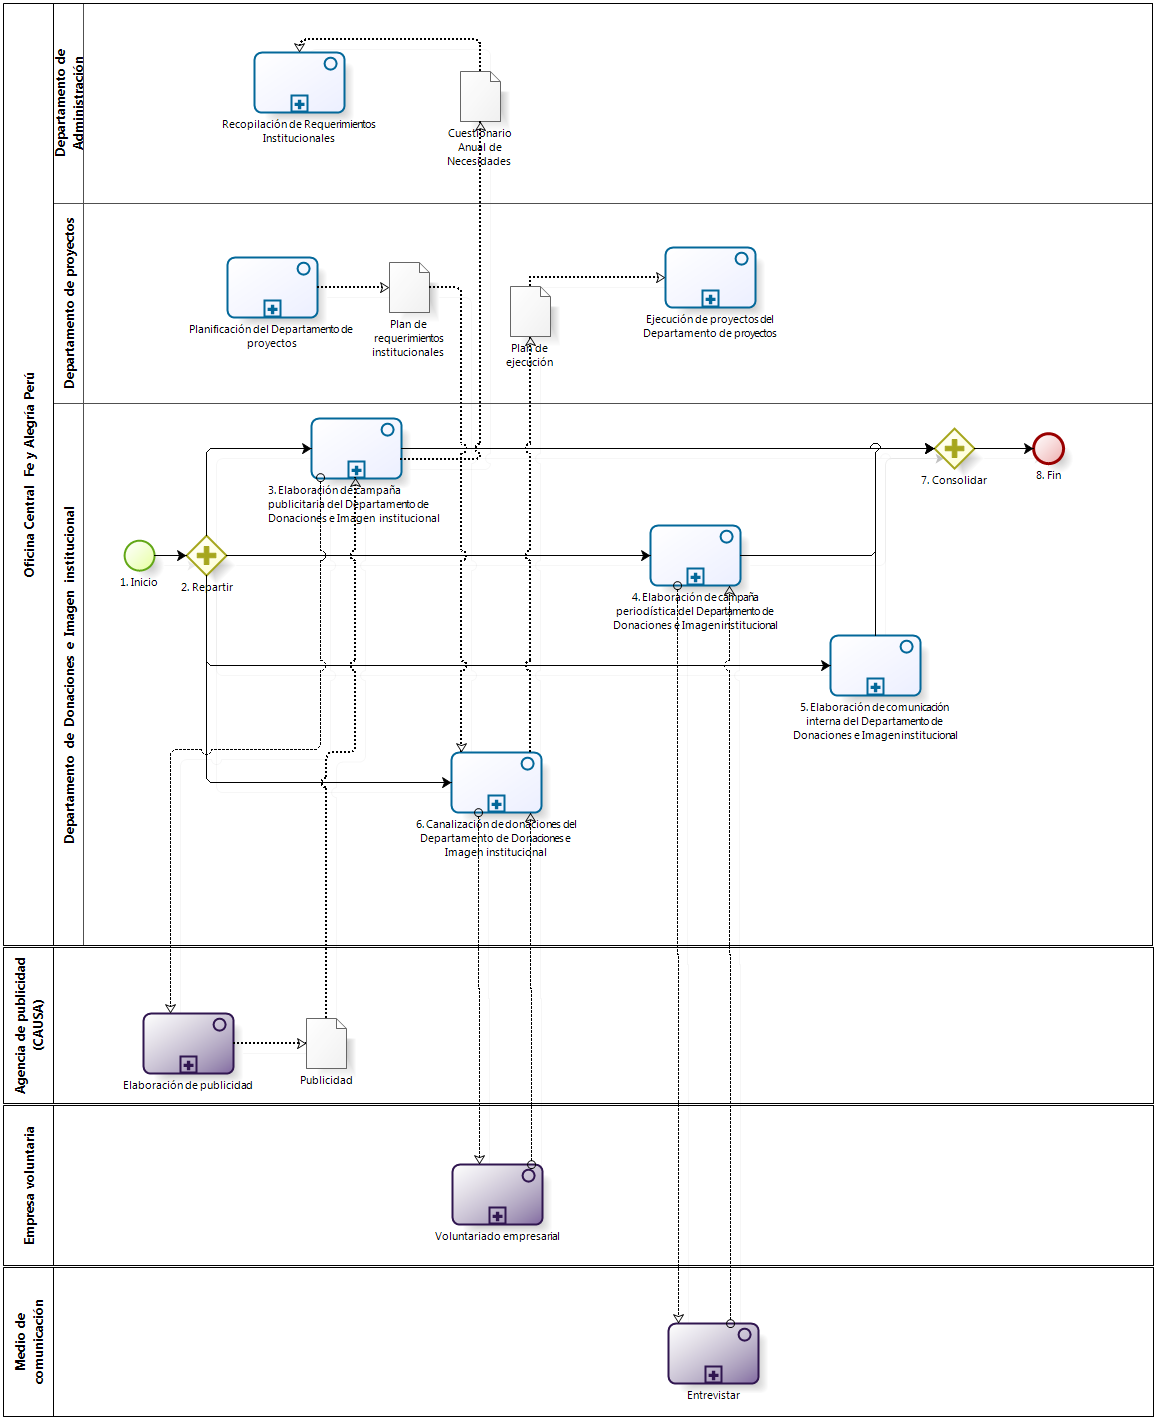 Oficina Central Fe y Alegría Perú
Departamento de
Administración
Recopilación de Requerimientos
Institucionales
Cuestionario
Anual de
Necesidades
Departamento de proyectos
Planificación del Departamento de
proyectos
Plan de
requerimientos
institucionales
Plan de
ejecución
Ejecución de proyectos del
Departamento de proyectos
Departamento de Donaciones e Imagen institucional
1. Inicio
2. Repartir
3. Elaboración de campaña
publicitaria del Departamento de
Donaciones e Imagen institucional
4. Elaboración de campaña
periodística del Departamento de
Donaciones e Imagen institucional
5. Elaboración de comunicación
interna del Departamento de
Donaciones e Imagen institucional
6. Canalización de donaciones del
Departamento de Donaciones e
Imagen institucional
7. Consolidar
8. Fin
Agencia de publicidad
(CAUSA)
Elaboración de publicidad
Publicidad
Empresa voluntaria
Voluntariado empresarial
Medio de
comunicación
Entrevistar